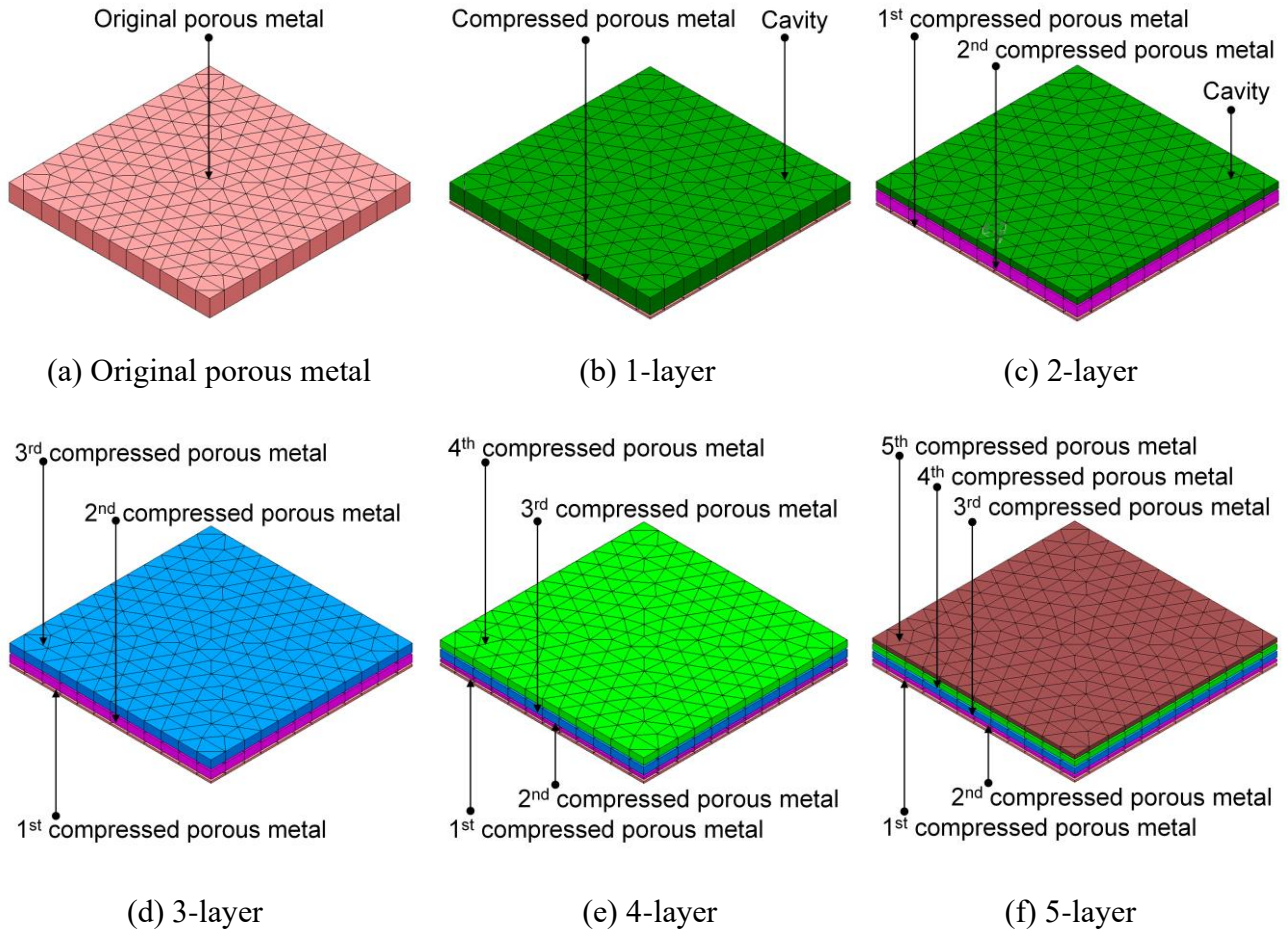 Original porous metal
(a) Original porous metal
Compressed porous metal
Cavity
(b) 1-layer
1st compressed porous metal
2nd compressed porous metal
Cavity
(c) 2-layer
3rd compressed porous metal
2nd compressed porous metal
1st compressed porous metal
(d) 3-layer
4th compressed porous metal
3rd compressed porous metal
2nd compressed porous metal
1st compressed porous metal
(e) 4-layer
5th compressed porous metal
4th compressed porous metal
3rd compressed porous metal
2nd compressed porous metal
1st compressed porous metal
(f) 5-layer